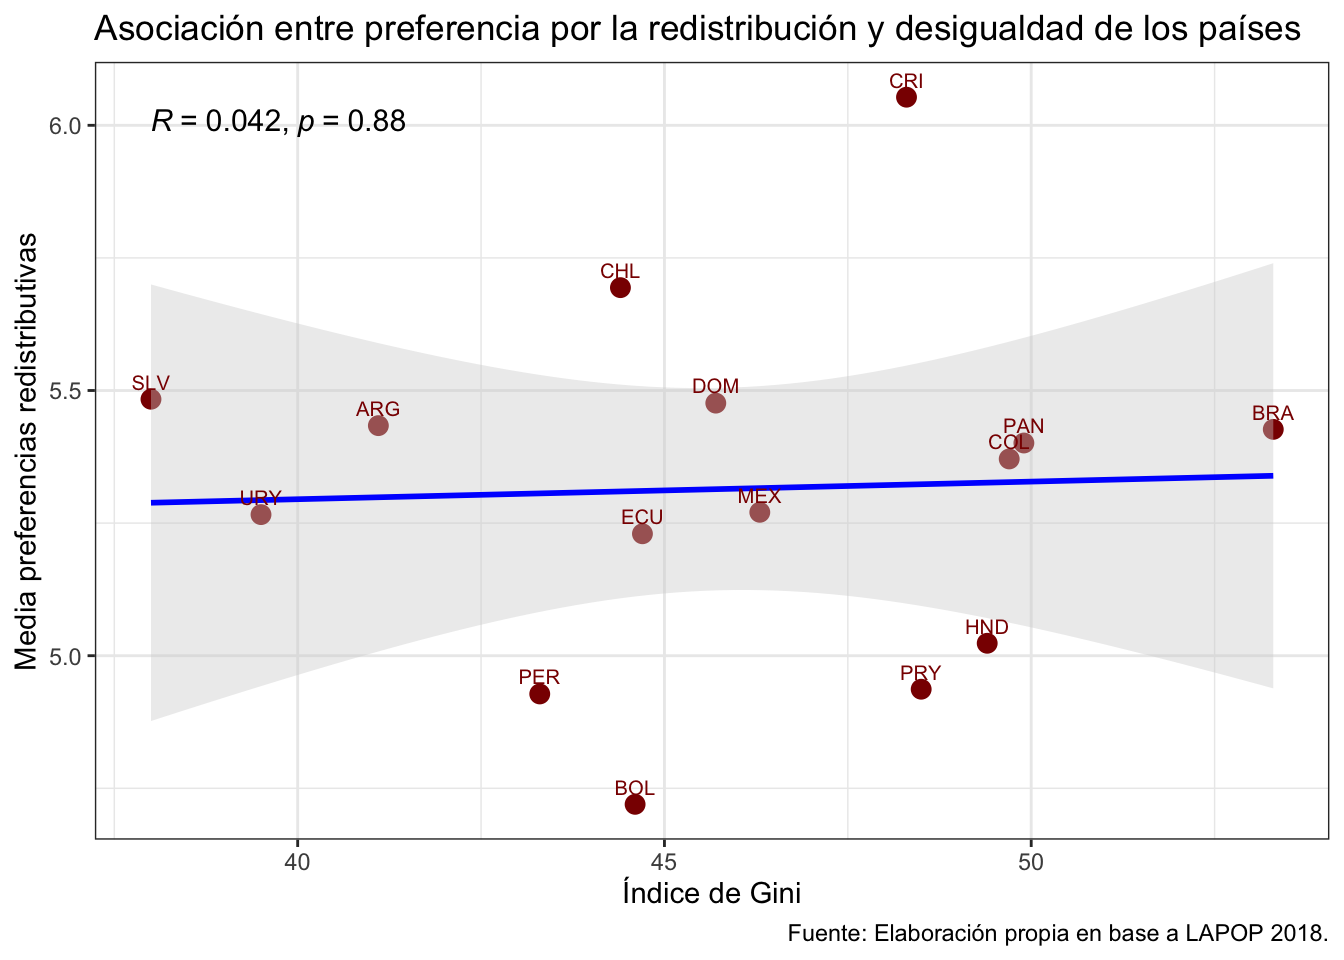 Asociación entre preferencia por la redistribución y desigualdad de los países
R = 0.042, p = 0.88
CRI
6.0
CHL
SLV
DOM
5.5
ARG
BRA
PAN
COL
URY
MEX
ECU
HND
5.0
PER
PRY
BOL
Media preferencias redistributivas
40 45 50
Índice de Gini
Fuente: Elaboración propia en base a LAPOP 2018.